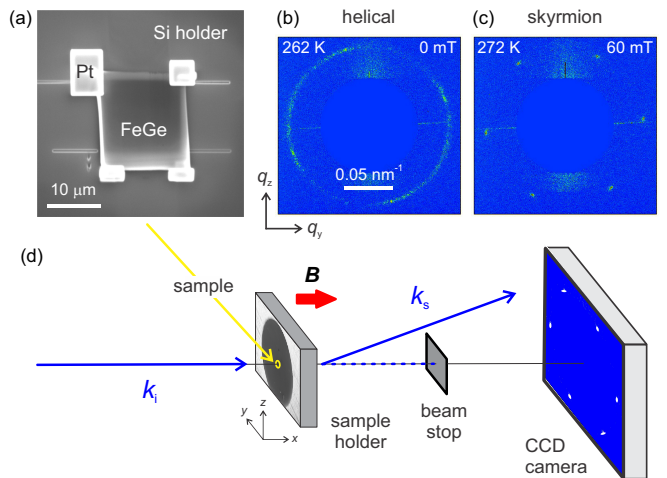 (a)
Si holder
Pt
FeGe
10 μm
(b)
helical
262 K
0 mT
0.05 nm⁻¹
q_z
q_y
(c)
skyrmion
272 K
60 mT
(d)
sample
B
k_s
k_i
y
z
x
sample
holder
beam
stop
CCD
camera